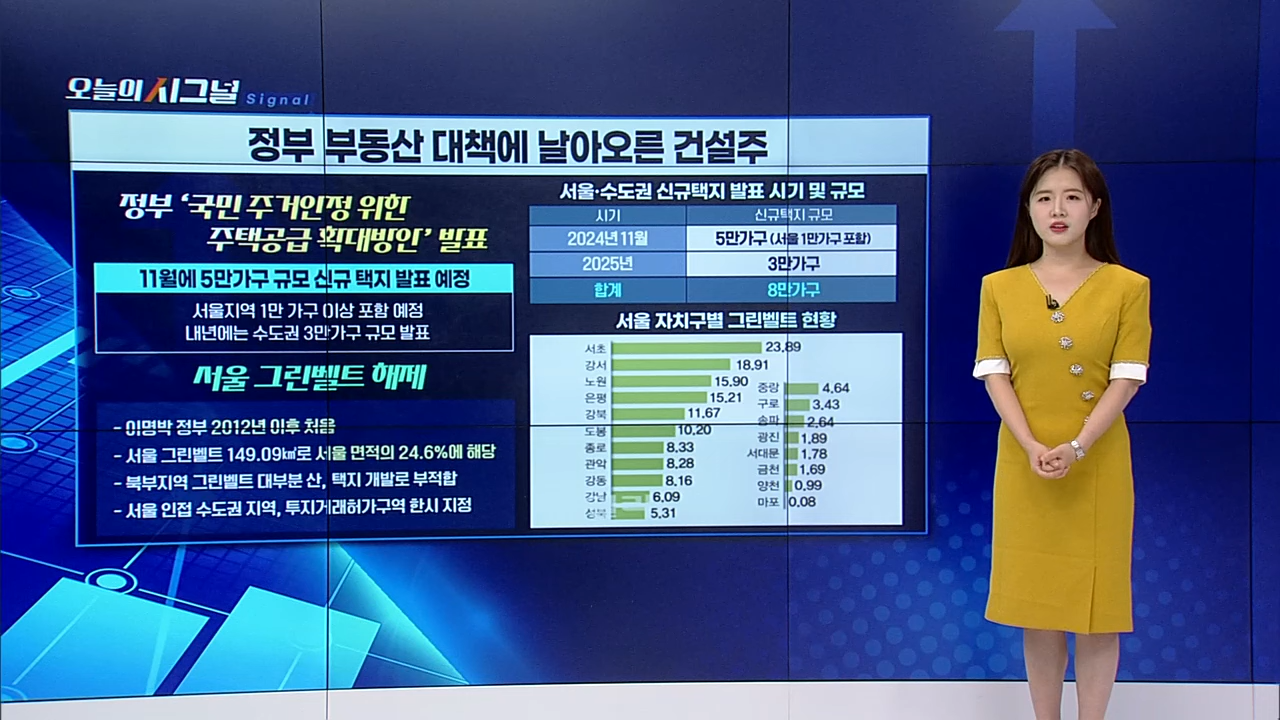 오늘의 시그널 Signal
정부 부동산 대책에 날아오른 건설주
정부 ‘국민 주거안정 위한
주택공급 확대방안’ 발표
11월에 5만가구 규모 신규 택지 발표 예정
서울지역 1만 가구 이상 포함 예정
내년에는 수도권 3만가구 규모 발표
서울 그린벨트 해제
- 이명박 정부 2012년 이후 처음
- 서울 그린벨트 149.09㎢로 서울 면적의 24.6%에 해당
- 북부지역 그린벨트 대부분 산, 택지 개발로 부적합
- 서울 인접 수도권 지역, 투지거래허가구역 한시 지정
서울·수도권 신규택지 발표 시기 및 규모
시기 신규택지 규모
2024년 11월 5만가구 (서울 1만가구 포함)
2025년 3만가구
합계 8만가구
서울 자치구별 그린벨트 현황
서초 23.89
강서 18.91
노원 15.90
은평 15.21
강북 11.67
도봉 10.20
종로 8.33
관악 8.28
강동 8.16
강남 6.09
성북 5.31
중랑 4.64
구로 3.43
송파 2.64
광진 1.89
서대문 1.78
금천 1.69
양천 0.99
마포 0.08